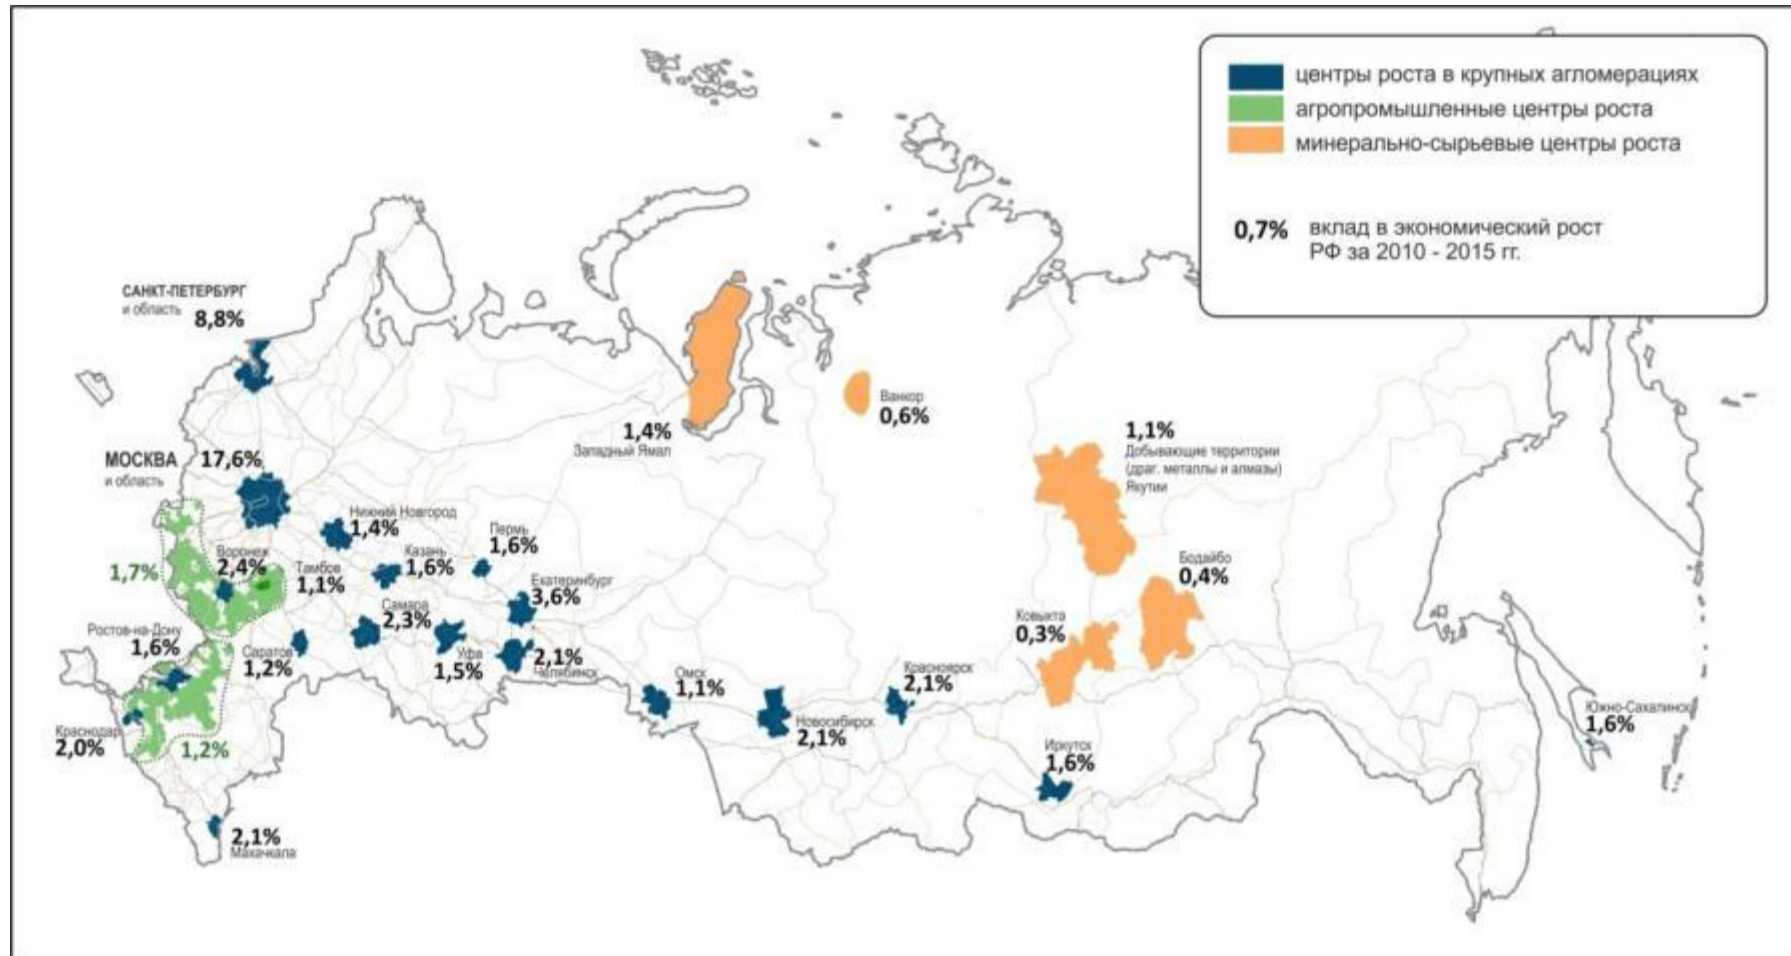 центры роста в крупных агломерациях
агропромышленные центры роста
минерально-сырьевые центры роста
0,7% вклад в экономический рост
РФ за 2010 - 2015 гг.
САНКТ-ПЕТЕРБУРГ
и область
8,8%
МОСКВА
и область
17,6%
Нижний Новгород
1,4%
Пермь
1,6%
Казань
1,6%
Воронеж
2,4%
Тамбов
1,1%
1,7%
Екатеринбург
3,6%
Самара
2,3%
Ростов-на-Дону
1,6%
Саратов
1,2%
Уфа
1,5%
2,1%
Челябинск
Краснодар
2,0%
1,2%
2,1%
Махачкала
1,4%
Западный Ямал
Ванкор
0,6%
1,1%
Добывающие территории
(драг. металлы и алмазы)
Якутии
Бодайбо
0,4%
Ковыкта
0,3%
Омск
1,1%
Новосибирск
2,1%
Красноярск
2,1%
Иркутск
1,6%
Южно-Сахалинск
1,6%